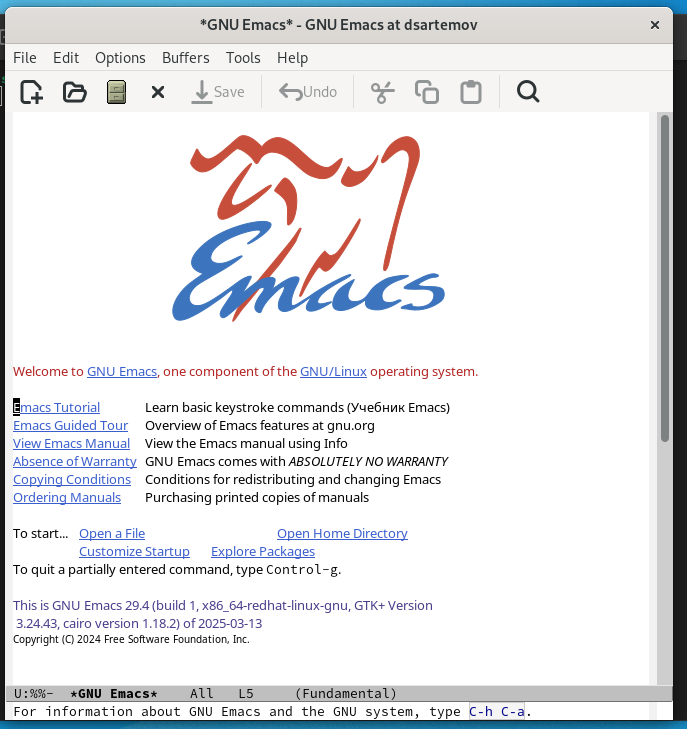 *GNU Emacs* - GNU Emacs at dsartemov
File Edit Options Buffers Tools Help
Save Undo
Emacs
Welcome to GNU Emacs, one component of the GNU/Linux operating system.
Emacs Tutorial Learn basic keystroke commands (Учебник Emacs)
Emacs Guided Tour Overview of Emacs features at gnu.org
View Emacs Manual View the Emacs manual using Info
Absence of Warranty GNU Emacs comes with ABSOLUTELY NO WARRANTY
Copying Conditions Conditions for redistributing and changing Emacs
Ordering Manuals Purchasing printed copies of manuals
To start... Open a File Open Home Directory
Customize Startup Explore Packages
To quit a partially entered command, type Control-g.
This is GNU Emacs 29.4 (build 1, x86_64-redhat-linux-gnu, GTK+ Version
3.24.43, cairo version 1.18.2) of 2025-03-13
Copyright (C) 2024 Free Software Foundation, Inc.
U:%%- *GNU Emacs* All L5 (Fundamental)
For information about GNU Emacs and the GNU system, type C-h C-a.